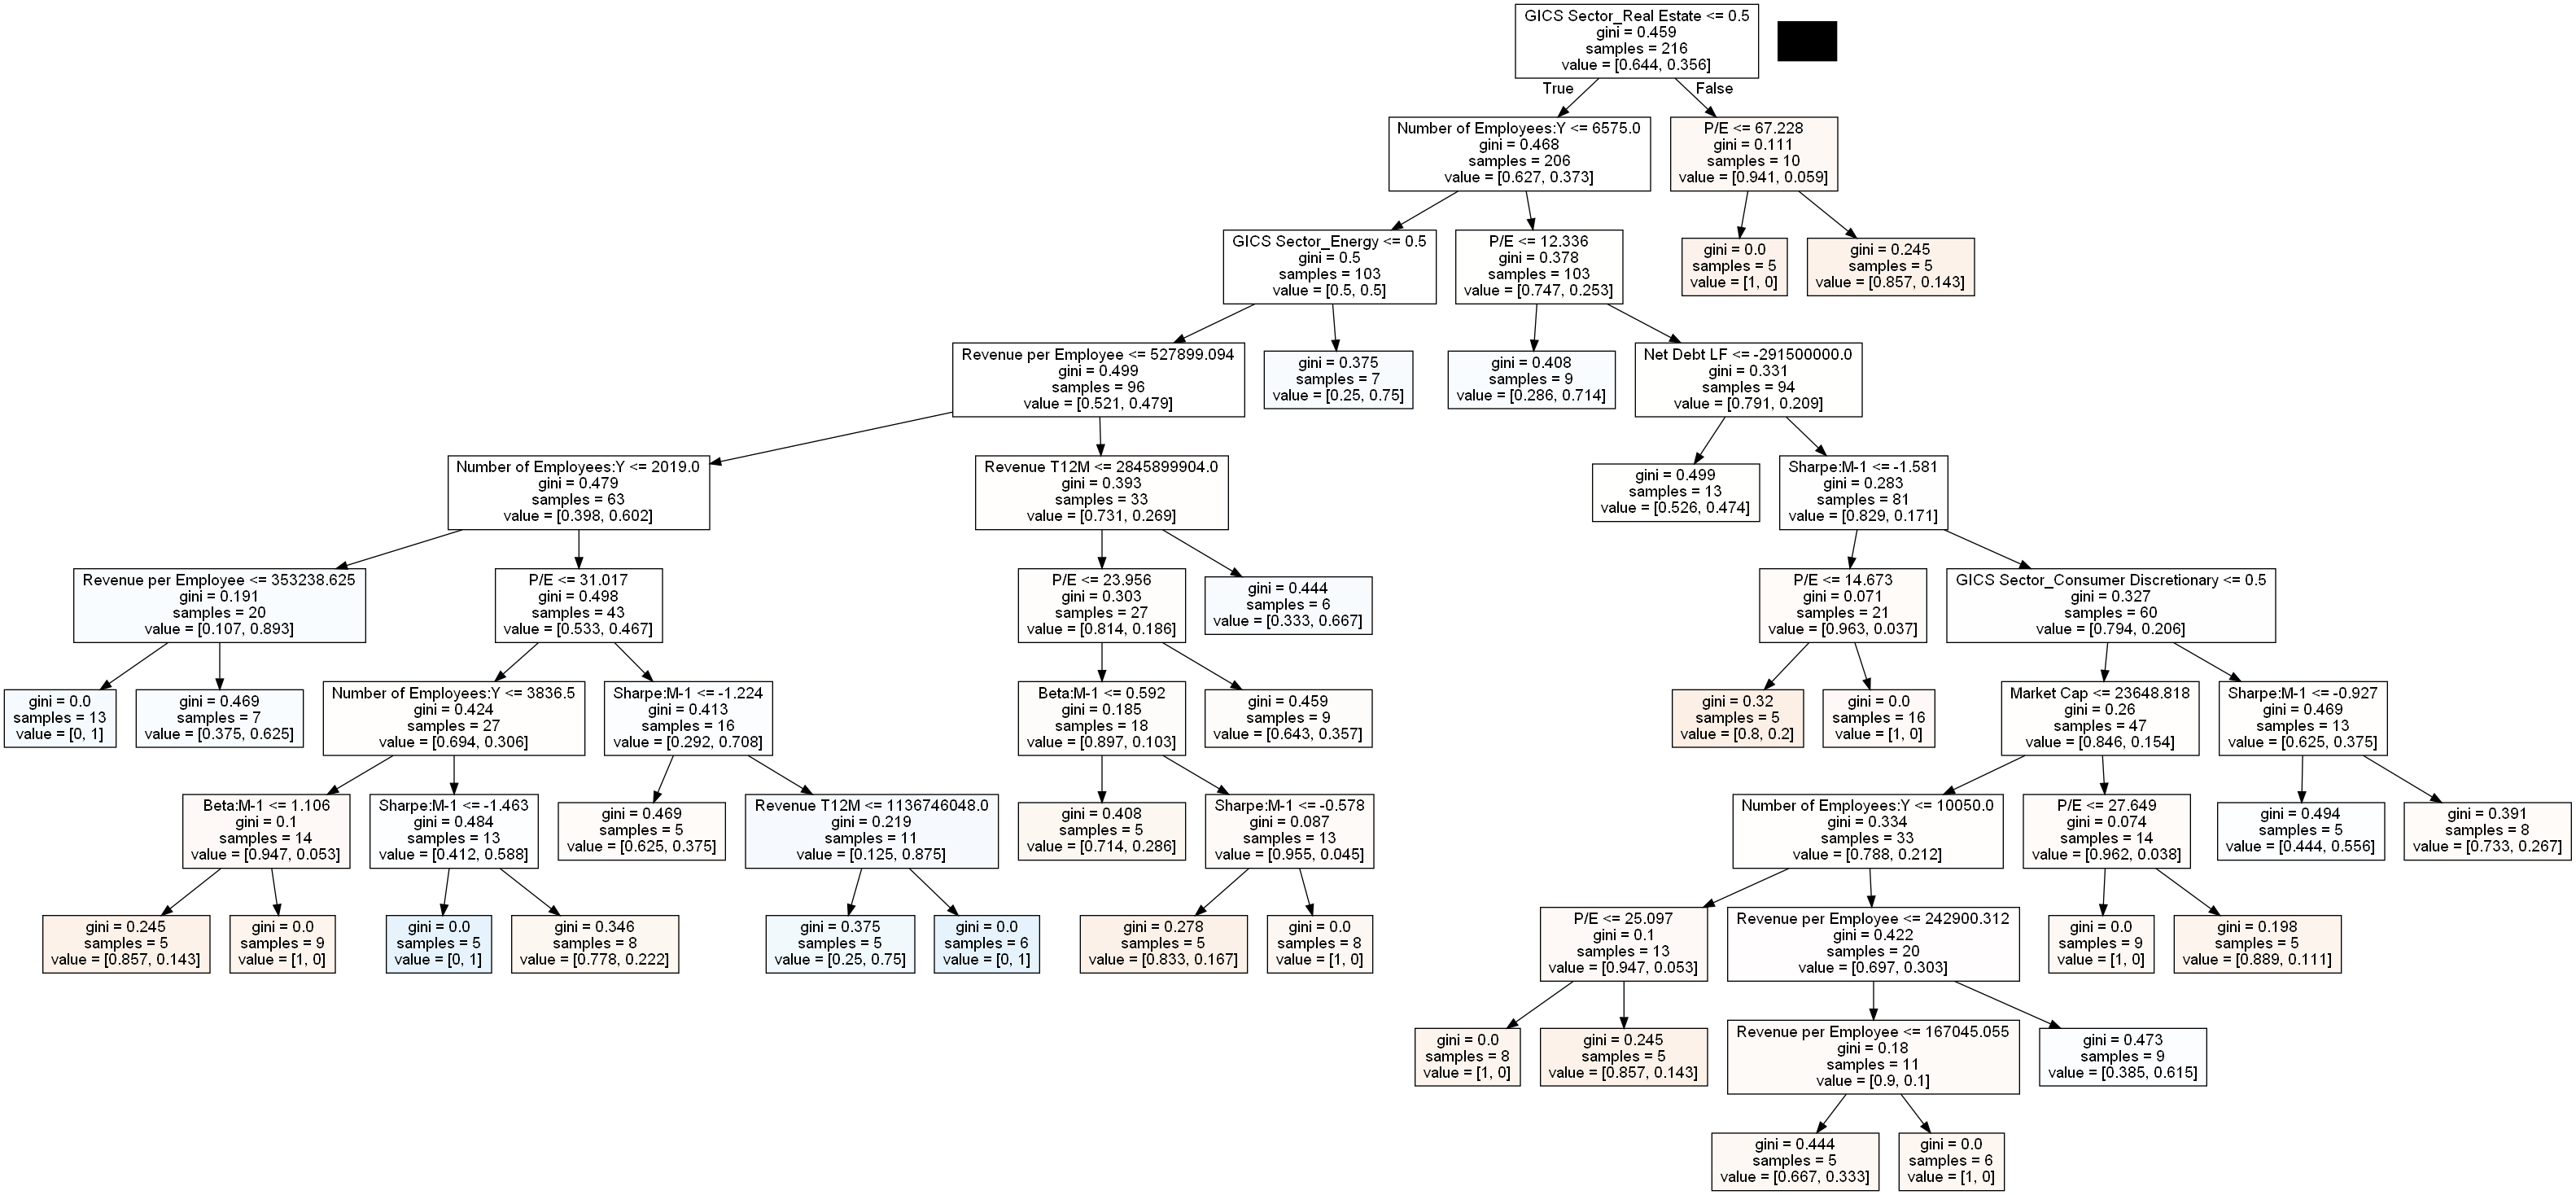 GICS Sector_Real Estate <= 0.5
gini = 0.459
samples = 216
value = [0.644, 0.356]
True
False
Number of Employees:Y <= 6575.0
gini = 0.468
samples = 206
value = [0.627, 0.373]
P/E <= 67.228
gini = 0.111
samples = 10
value = [0.941, 0.059]
GICS Sector_Energy <= 0.5
gini = 0.5
samples = 103
value = [0.5, 0.5]
P/E <= 12.336
gini = 0.378
samples = 103
value = [0.747, 0.253]
gini = 0.0
samples = 5
value = [1, 0]
gini = 0.245
samples = 5
value = [0.857, 0.143]
Revenue per Employee <= 527899.094
gini = 0.499
samples = 96
value = [0.521, 0.479]
gini = 0.375
samples = 7
value = [0.25, 0.75]
gini = 0.408
samples = 9
value = [0.286, 0.714]
Net Debt LF <= -291500000.0
gini = 0.331
samples = 94
value = [0.791, 0.209]
Number of Employees:Y <= 2019.0
gini = 0.479
samples = 63
value = [0.398, 0.602]
Revenue T12M <= 2845899904.0
gini = 0.393
samples = 33
value = [0.731, 0.269]
gini = 0.499
samples = 13
value = [0.526, 0.474]
Sharpe:M-1 <= -1.581
gini = 0.283
samples = 81
value = [0.829, 0.171]
Revenue per Employee <= 353238.625
gini = 0.191
samples = 20
value = [0.107, 0.893]
P/E <= 31.017
gini = 0.498
samples = 43
value = [0.533, 0.467]
P/E <= 23.956
gini = 0.303
samples = 27
value = [0.814, 0.186]
gini = 0.444
samples = 6
value = [0.333, 0.667]
P/E <= 14.673
gini = 0.071
samples = 21
value = [0.963, 0.037]
GICS Sector_Consumer Discretionary <= 0.5
gini = 0.327
samples = 60
value = [0.794, 0.206]
gini = 0.0
samples = 13
value = [0, 1]
gini = 0.469
samples = 7
value = [0.375, 0.625]
Number of Employees:Y <= 3836.5
gini = 0.424
samples = 27
value = [0.694, 0.306]
Sharpe:M-1 <= -1.224
gini = 0.413
samples = 16
value = [0.292, 0.708]
Beta:M-1 <= 0.592
gini = 0.185
samples = 18
value = [0.897, 0.103]
gini = 0.459
samples = 9
value = [0.643, 0.357]
gini = 0.32
samples = 5
value = [0.8, 0.2]
gini = 0.0
samples = 16
value = [1, 0]
Market Cap <= 23648.818
gini = 0.26
samples = 47
value = [0.846, 0.154]
Sharpe:M-1 <= -0.927
gini = 0.469
samples = 13
value = [0.625, 0.375]
Beta:M-1 <= 1.106
gini = 0.1
samples = 14
value = [0.947, 0.053]
Sharpe:M-1 <= -1.463
gini = 0.484
samples = 13
value = [0.412, 0.588]
gini = 0.469
samples = 5
value = [0.625, 0.375]
Revenue T12M <= 1136746048.0
gini = 0.219
samples = 11
value = [0.125, 0.875]
gini = 0.408
samples = 5
value = [0.714, 0.286]
Sharpe:M-1 <= -0.578
gini = 0.087
samples = 13
value = [0.955, 0.045]
Number of Employees:Y <= 10050.0
gini = 0.334
samples = 33
value = [0.788, 0.212]
P/E <= 27.649
gini = 0.074
samples = 14
value = [0.962, 0.038]
gini = 0.494
samples = 5
value = [0.444, 0.556]
gini = 0.391
samples = 8
value = [0.733, 0.267]
gini = 0.245
samples = 5
value = [0.857, 0.143]
gini = 0.0
samples = 9
value = [1, 0]
gini = 0.0
samples = 5
value = [0, 1]
gini = 0.346
samples = 8
value = [0.778, 0.222]
gini = 0.375
samples = 5
value = [0.25, 0.75]
gini = 0.0
samples = 6
value = [0, 1]
gini = 0.278
samples = 5
value = [0.833, 0.167]
gini = 0.0
samples = 8
value = [1, 0]
P/E <= 25.097
gini = 0.1
samples = 13
value = [0.947, 0.053]
Revenue per Employee <= 242900.312
gini = 0.422
samples = 20
value = [0.697, 0.303]
gini = 0.0
samples = 9
value = [1, 0]
gini = 0.198
samples = 5
value = [0.889, 0.111]
gini = 0.0
samples = 8
value = [1, 0]
gini = 0.245
samples = 5
value = [0.857, 0.143]
Revenue per Employee <= 167045.055
gini = 0.18
samples = 11
value = [0.9, 0.1]
gini = 0.473
samples = 9
value = [0.385, 0.615]
gini = 0.444
samples = 5
value = [0.667, 0.333]
gini = 0.0
samples = 6
value = [1, 0]